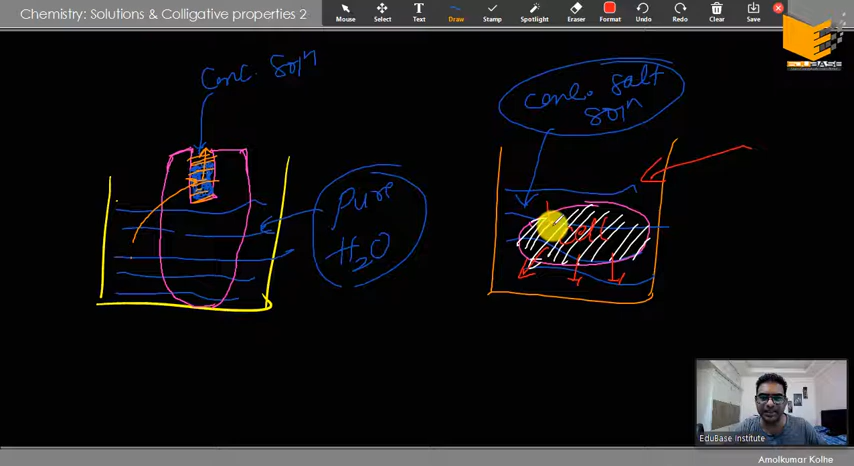 Chemistry: Solutions & Colligative properties 2
Mouse Select Text Draw Stamp Spotlight Eraser Format Undo Redo Clear Save
EDUBASE
Conc. Soln
Conc. Salt
Soln
Pure
H2O
Cell
EduBase Institute
Amolkumar Kolhe